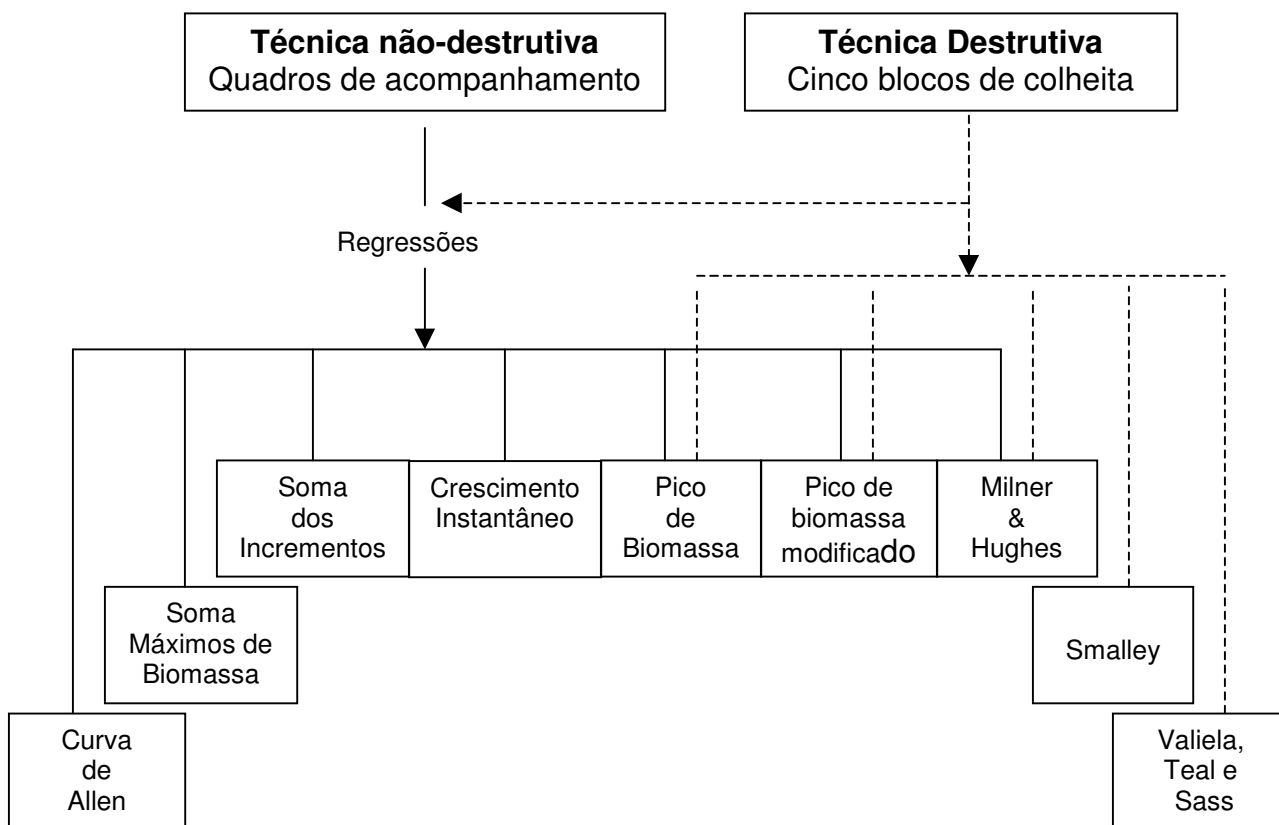 Técnica não-destrutiva
Quadros de acompanhamento
Técnica Destrutiva
Cinco blocos de colheita
Regressões
Soma
dos
Incrementos
Crescimento
Instantâneo
Pico
de
Biomassa
Pico de
biomassa
modificado
Milner
&
Hughes
Soma
Máximos de
Biomassa
Smalley
Curva
de
Allen
Valiela,
Teal e
Sass